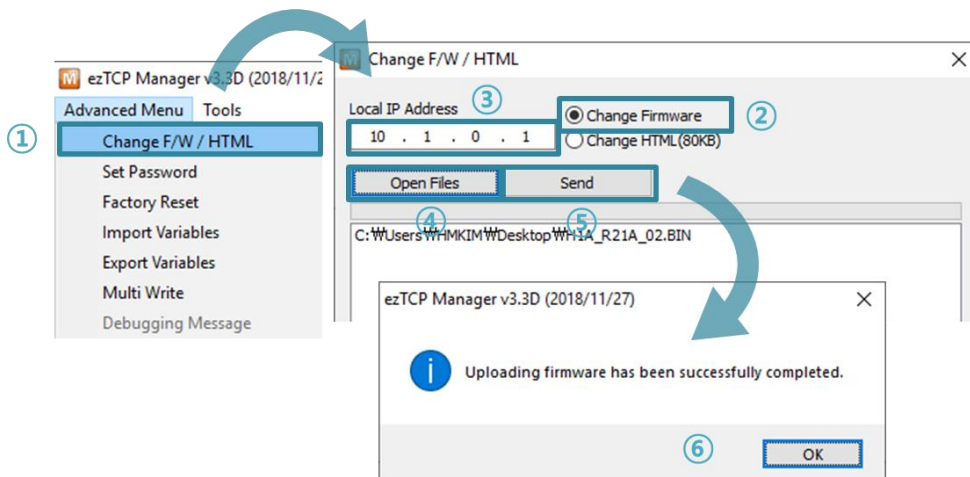 ezTCP Manager v3.3D (2018/11/2
Advanced Menu Tools
①
Change F/W / HTML
Set Password
Factory Reset
Import Variables
Export Variables
Multi Write
Debugging Message
Change F/W / HTML
Local IP Address
③
10 . 1 . 0 . 1
Change Firmware
②
Change HTML(80KB)
Open Files
Send
④
⑤
C:₩Users₩HMKIM₩Desktop₩H1A_R21A_02.BIN
ezTCP Manager v3.3D (2018/11/27)
Uploading firmware has been successfully completed.
⑥
OK